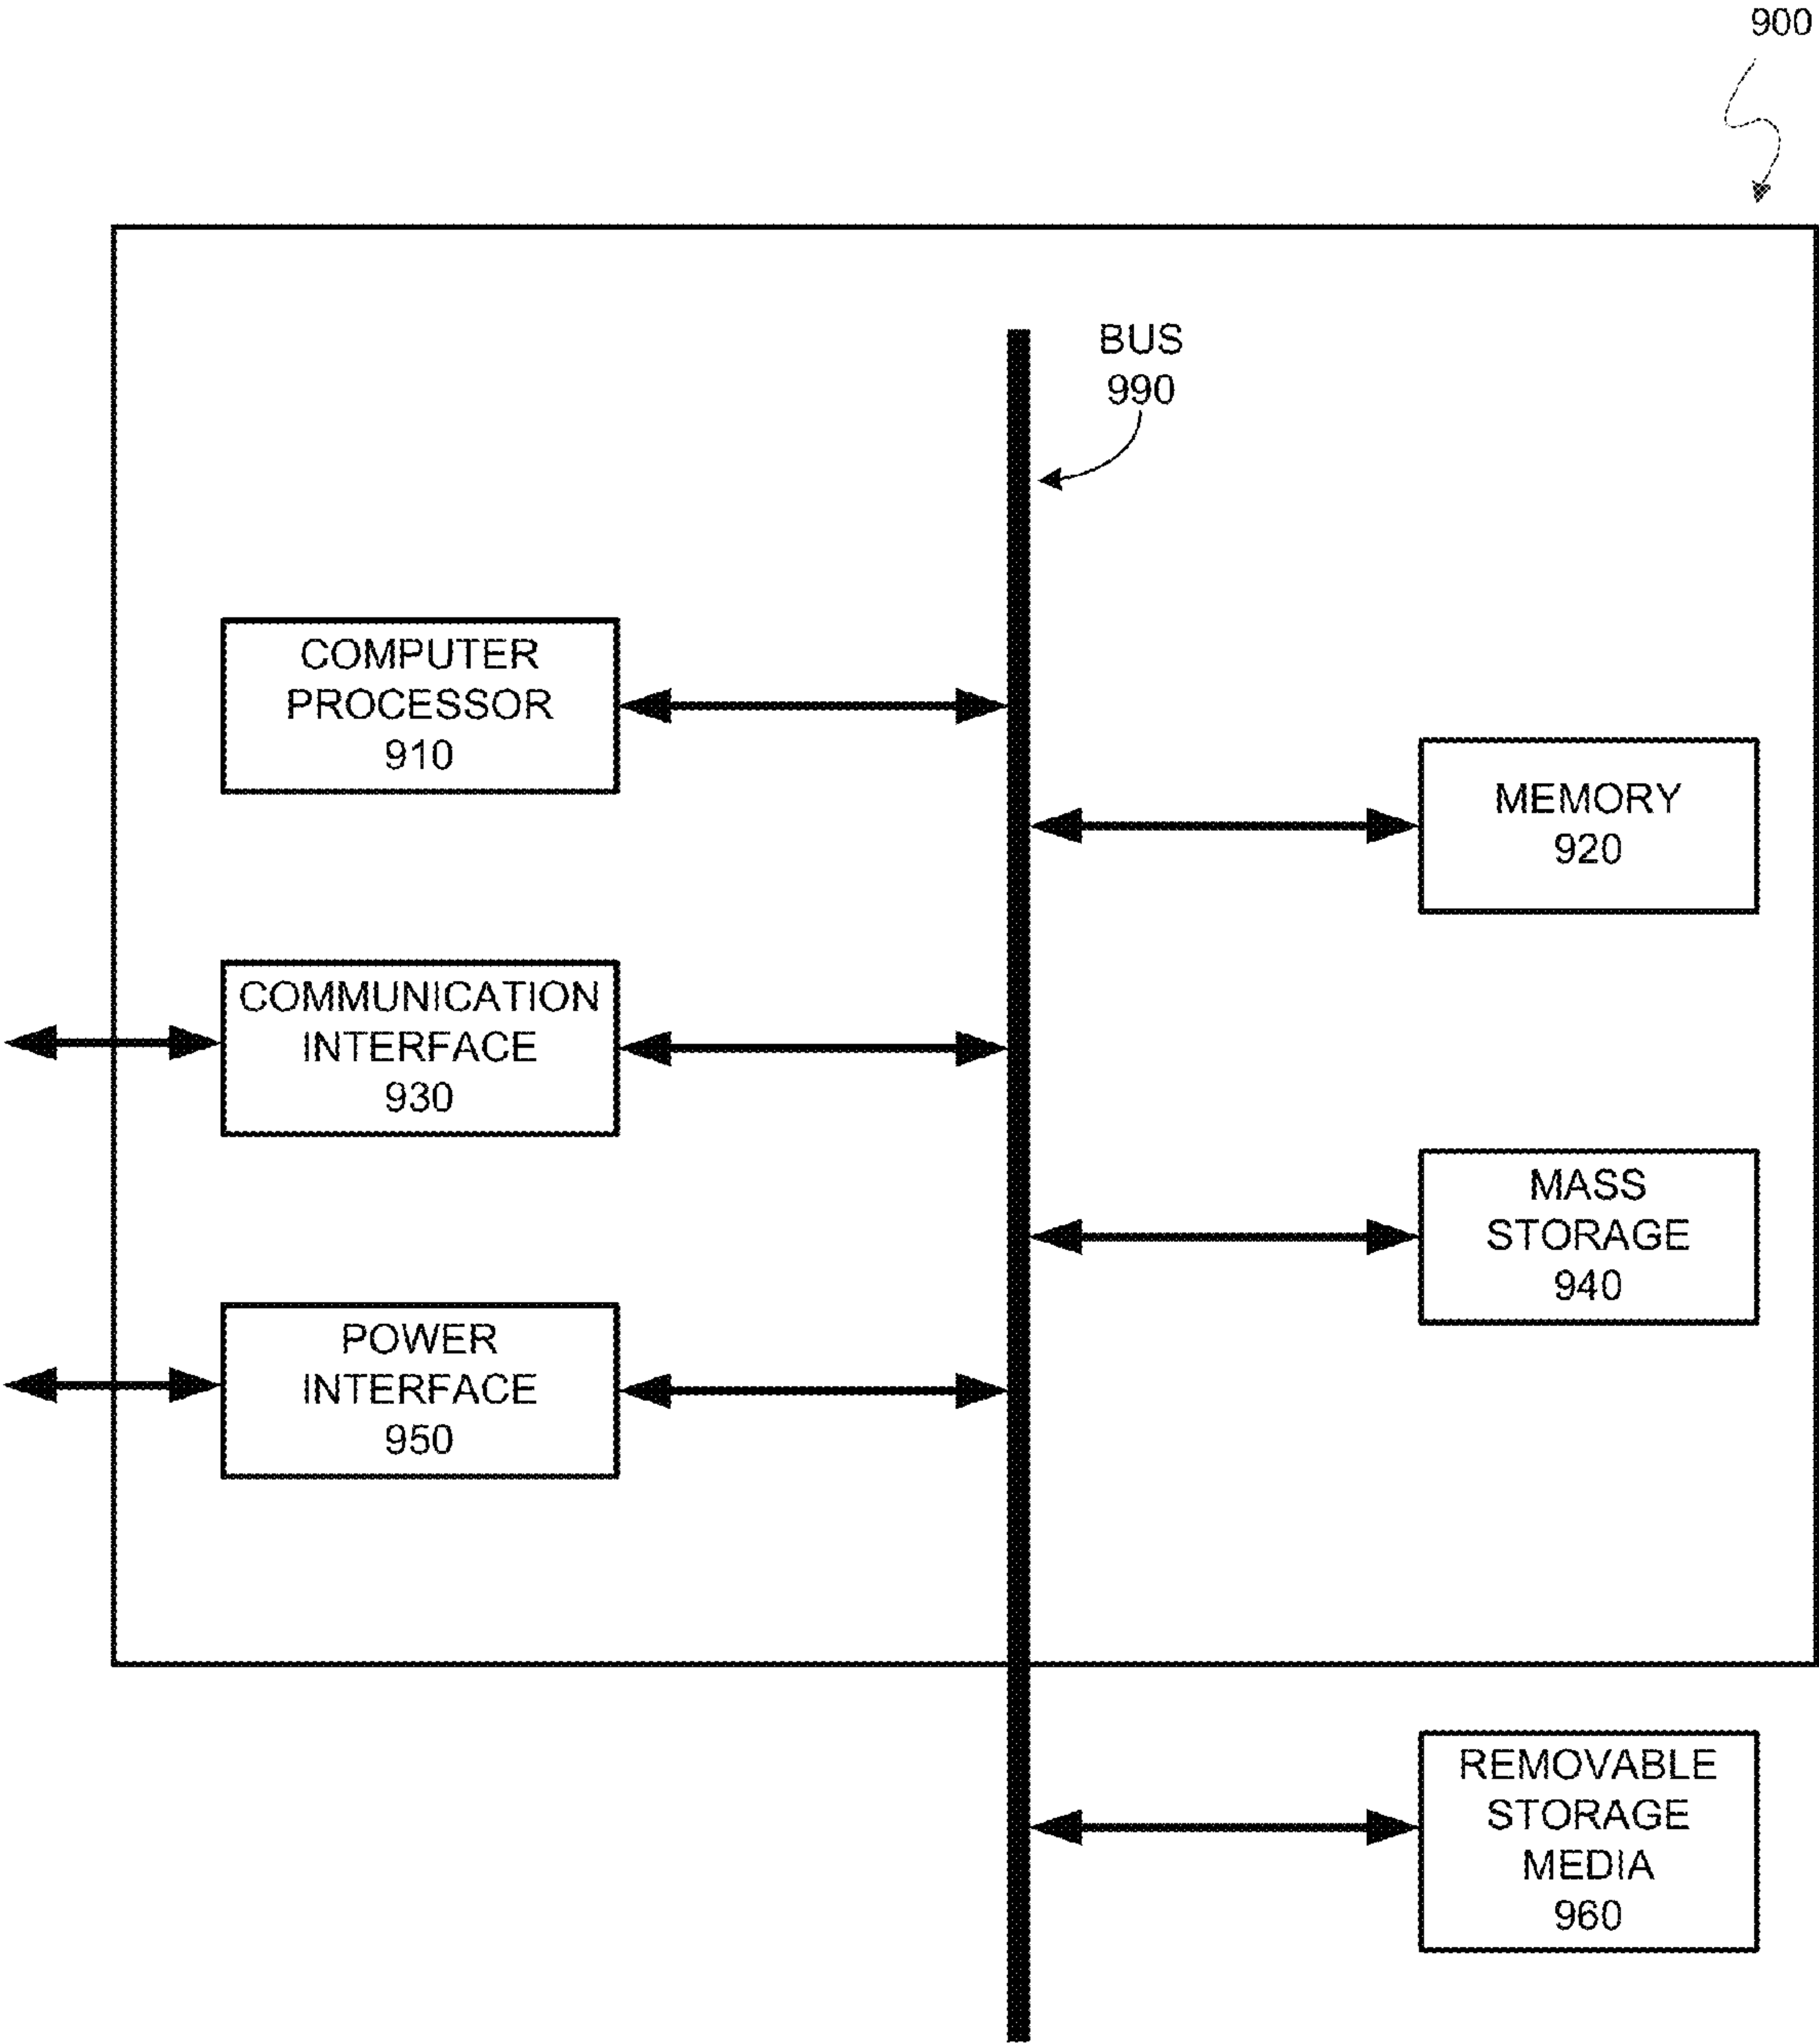 900
BUS
990
COMPUTER
PROCESSOR
910
MEMORY
920
COMMUNICATION
INTERFACE
930
MASS
STORAGE
940
POWER
INTERFACE
950
REMOVABLE
STORAGE
MEDIA
960